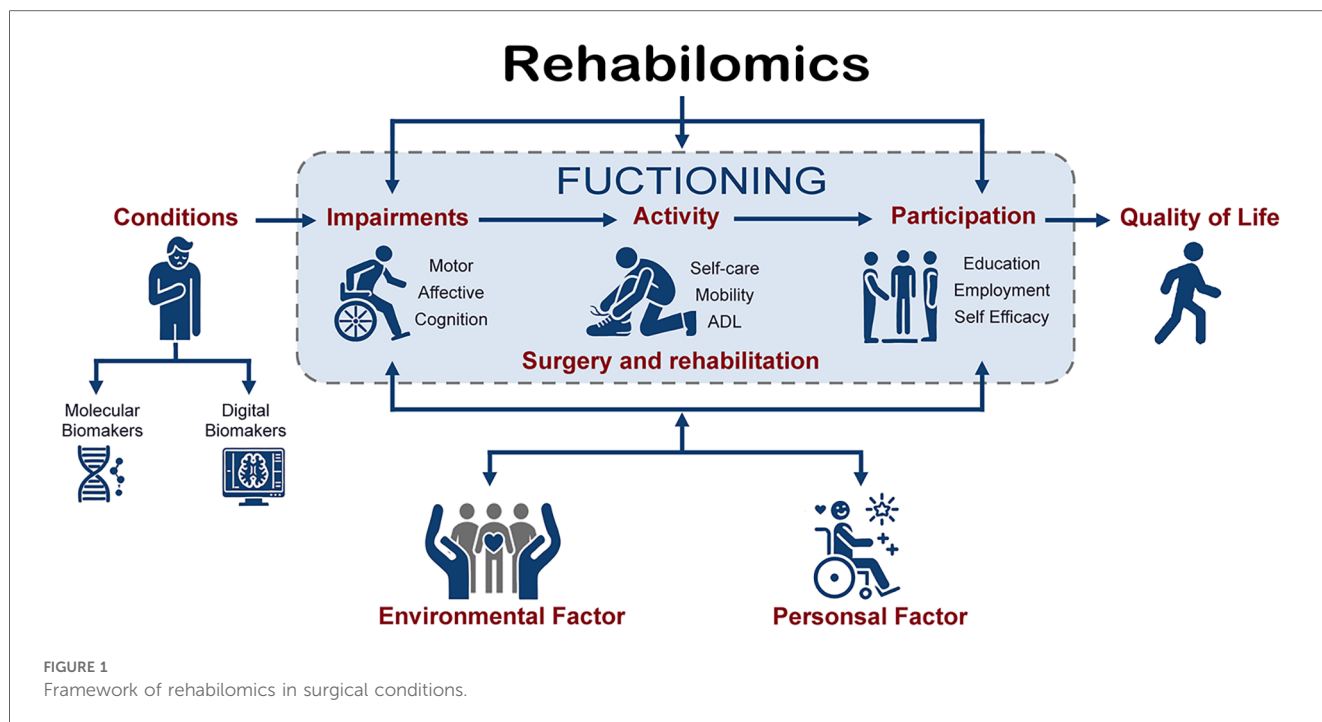 Rehabilomics
FUCTIONING
Conditions
Impairments
Activity
Participation
Quality of Life
Motor
Affective
Cognition
Self-care
Mobility
ADL
Education
Employment
Self Efficacy
Surgery and rehabilitation
Molecular
Biomakers
Digital
Biomakers
Environmental Factor
Personsal Factor
FIGURE 1
Framework of rehabilomics in surgical conditions.